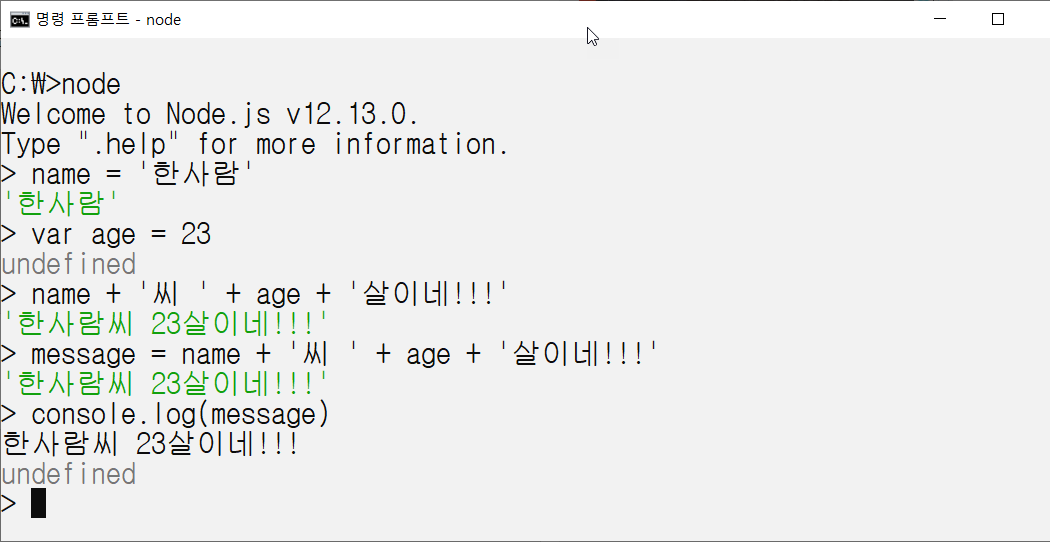 명령 프롬프트 - node
C:₩>node
Welcome to Node.js v12.13.0.
Type ".help" for more information.
> name = '한사람'
'한사람'
> var age = 23
undefined
> name + '씨 ' + age + '살이네!!!'
'한사람씨 23살이네!!!'
> message = name + '씨 ' + age + '살이네!!!'
'한사람씨 23살이네!!!'
> console.log(message)
한사람씨 23살이네!!!
undefined
>